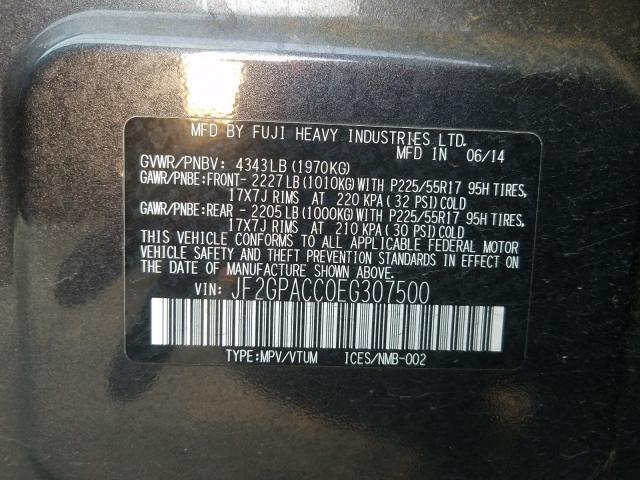 MFD BY FUJI HEAVY INDUSTRIES LTD.
MFD IN 06/14
GVWR/PNBV: 4343LB (1970KG)
GAWR/PNBE:FRONT- 2227LB (1010KG)WITH P225/55R17 95H TIRES,
17X7J RIMS AT 220 KPA ( 32 PSI)COLD
GAWR/PNBE:REAR - 2205LB (1000KG)WITH P225/55R17 95H TIRES,
17X7J RIMS AT 210 KPA ( 30 PSI)COLD
THIS VEHICLE CONFORMS TO ALL APPLICABLE FEDERAL MOTOR
VEHICLE SAFETY AND THEFT PREVENTION STANDARDS IN EFFECT
ON THE DATE OF MANUFACTURE SHOWN ABOVE.
VIN: JF2GPACC0EG307500
TYPE:MPV/VTUM ICES/NMB-002